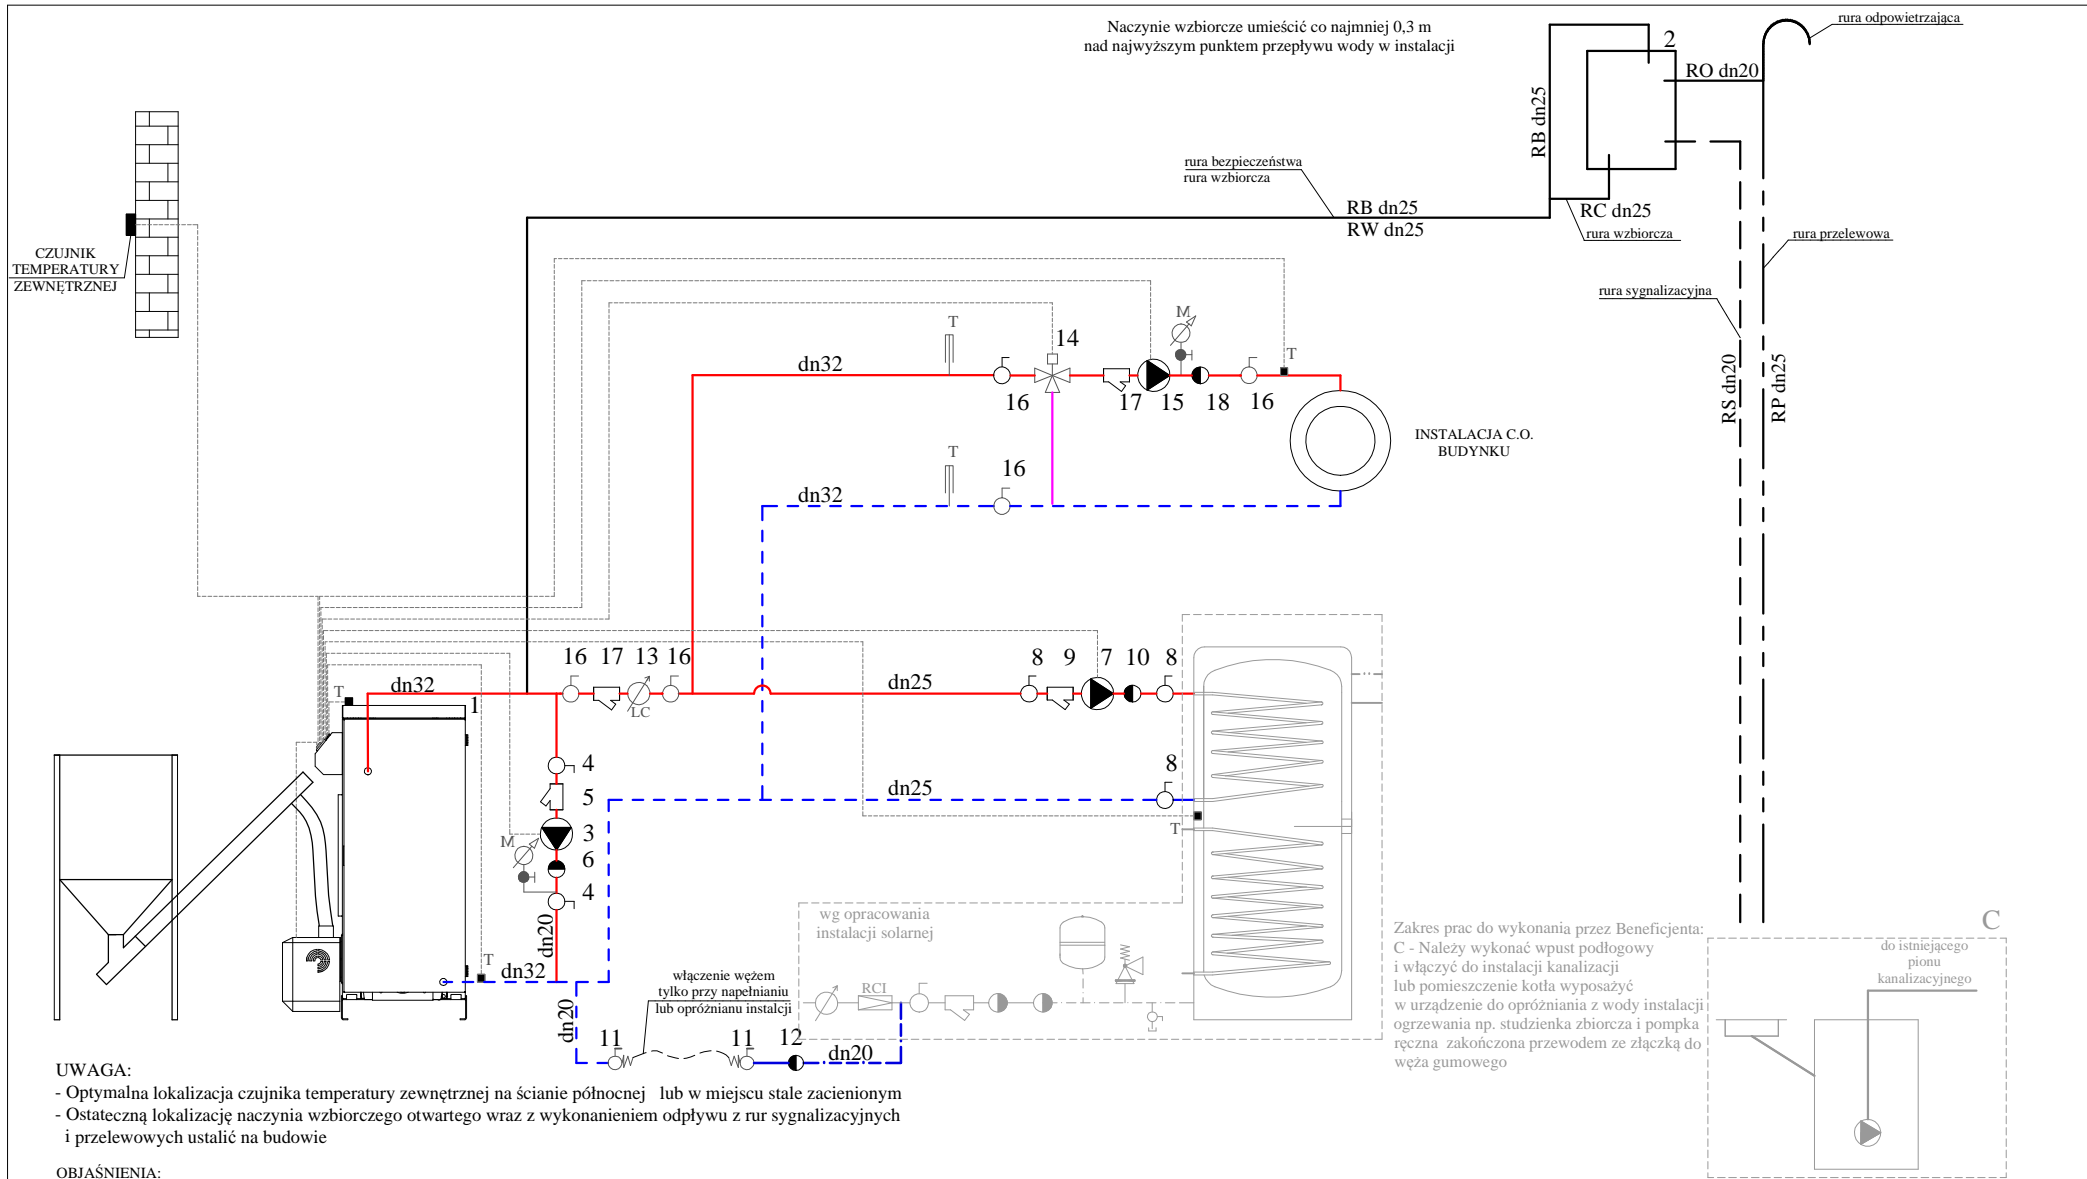 Naczynie wzbiorcze umieścić co najmniej 0,3 m
nad najwyższym punktem przepływu wody w instalacji
rura odpowietrzająca
2
RO dn20
RB dn25
rura bezpieczeństwa
rura wzbiorcza
RB dn25
RW dn25
RC dn25
rura wzbiorcza
rura przelewowa
rura sygnalizacyjna
RS dn20
RP dn25
CZUJNIK
TEMPERATURY
ZEWNĘTRZNEJ
T
14
M
T
dn32
16
17
15
18
16
INSTALACJA C.O.
BUDYNKU
T
16
dn32
16
17
13
16
8
9
7
10
8
T
dn32
1
LC
dn25
4
5
3
M
6
4
dn20
8
dn25
T
T
dn32
dn20
włączenie wężem
tylko przy napełnianiu
lub opróżnianu instalcji
11
11
12
dn20
wg opracowania
instalacji solarnej
RCI
Zakres prac do wykonania przez Beneficjenta:
C - Należy wykonać wpust podłogowy
i włączyć do instalacji kanalizacji
lub pomieszczenie kotła wyposażyć
w urządzenie do opróżniania z wody instalacji
ogrzewania np. studzienka zbiorcza i pompka
ręczna zakończona przewodem ze złączką do
węża gumowego
C
do istniejącego
pionu
kanalizacyjnego
UWAGA:
- Optymalna lokalizacja czujnika temperatury zewnętrznej na ścianie północnej lub w miejscu stale zacienionym
- Ostateczną lokalizację naczynia wzbiorczego otwartego wraz z wykonanieniem odpływu z rur sygnalizacyjnych
i przelewowych ustalić na budowie
OBJAŚNIENIA: